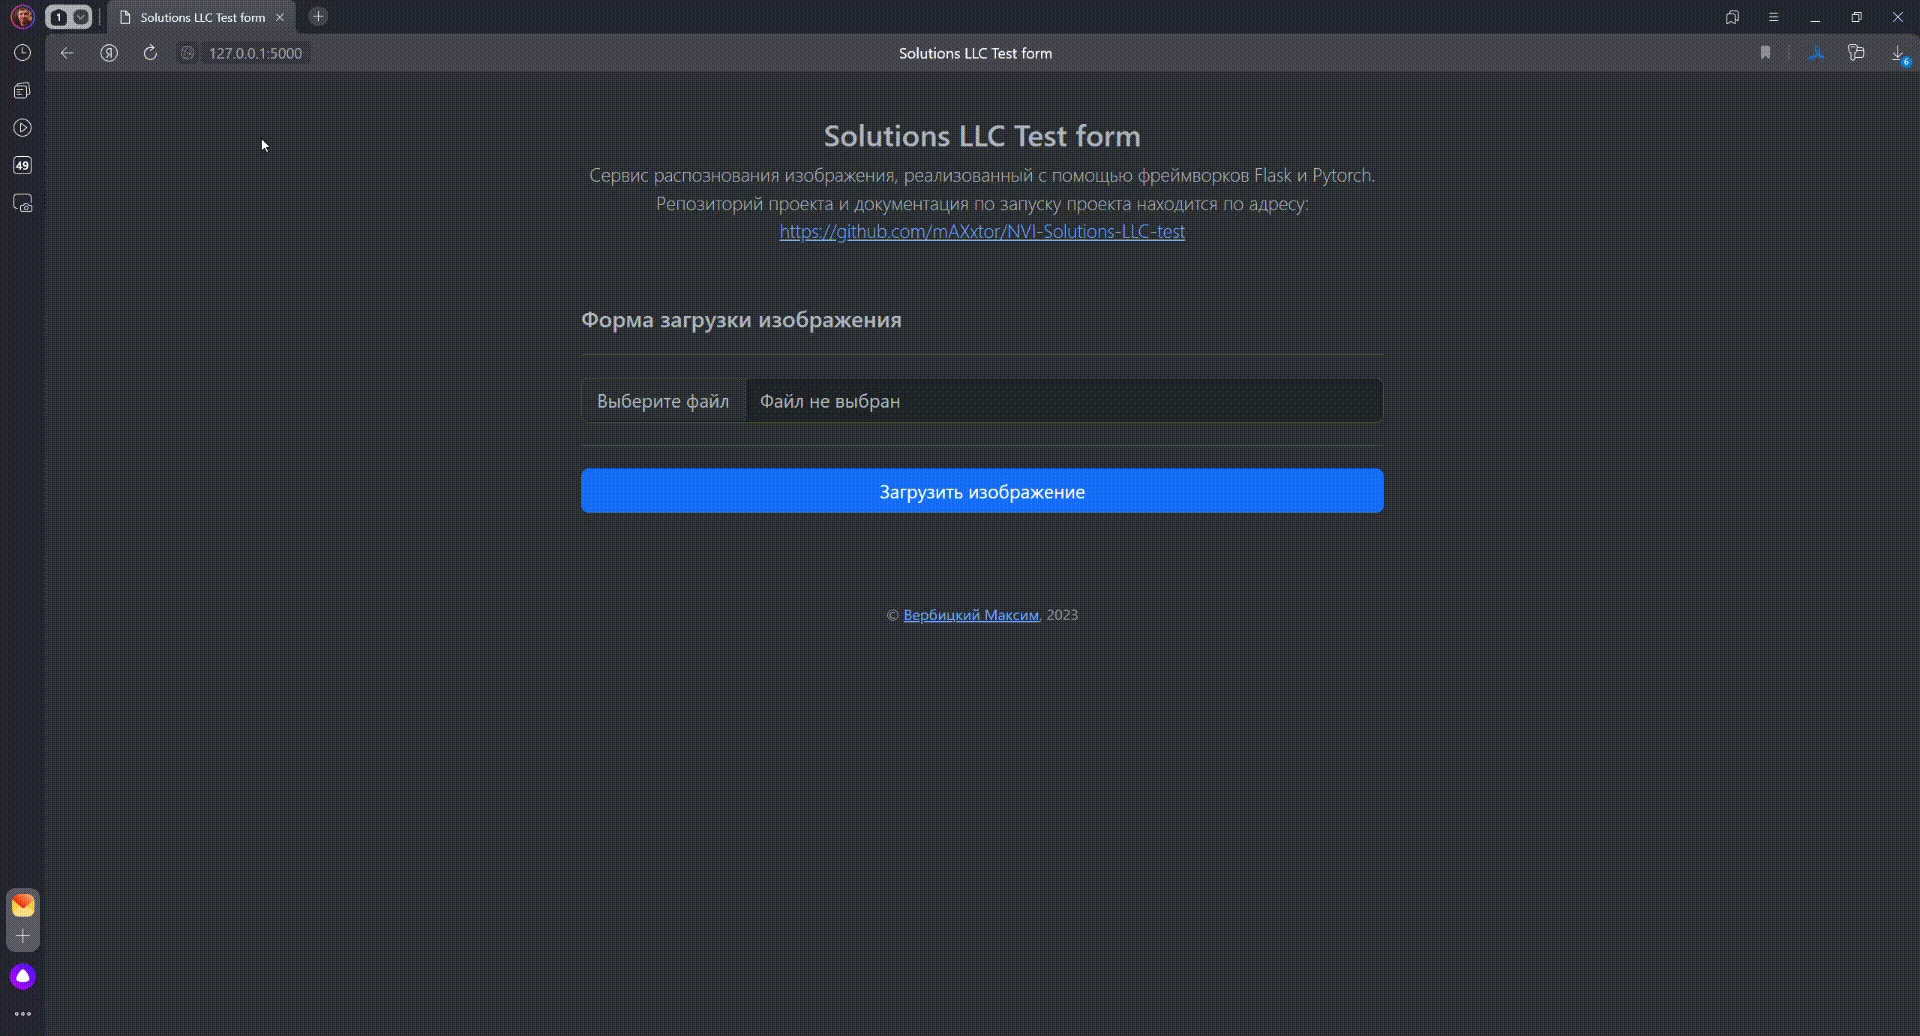 1
Solutions LLC Test form
127.0.0.1:5000
Solutions LLC Test form
6
49
Solutions LLC Test form
Сервис распознования изображения, реализованный с помощью фреймворков Flask и Pytorch.
Репозиторий проекта и документация по запуску проекта находится по адресу:
https://github.com/mAXxtor/NVI-Solutions-LLC-test
Форма загрузки изображения
Выберите файл
Файл не выбран
Загрузить изображение
© Вербицкий Максим, 2023